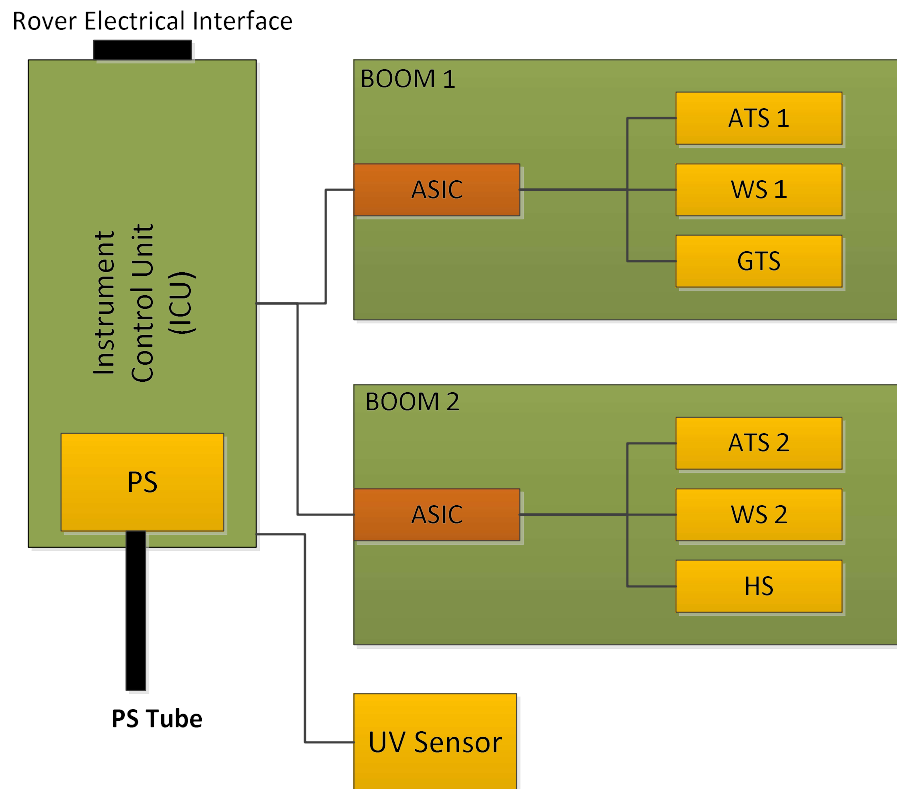 Rover Electrical Interface
Instrument
Control Unit
(ICU)
PS
PS Tube
BOOM 1
ASIC
ATS 1
WS 1
GTS
BOOM 2
ASIC
ATS 2
WS 2
HS
UV Sensor